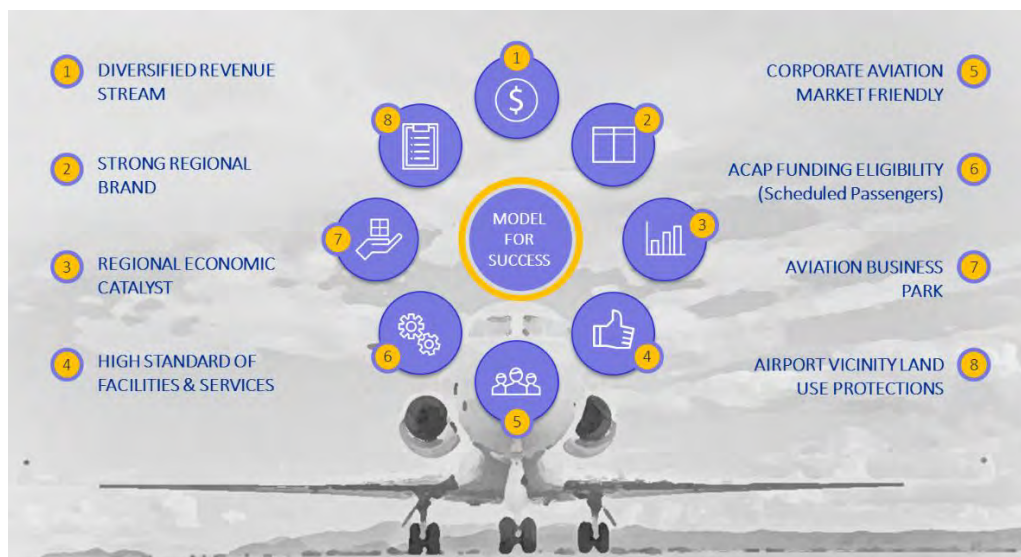 1 DIVERSIFIED REVENUE
STREAM
2 STRONG REGIONAL
BRAND
3 REGIONAL ECONOMIC
CATALYST
4 HIGH STANDARD OF
FACILITIES & SERVICES
1
$
2
3
4
5
6
7
8
MODEL
FOR
SUCCESS
CORPORATE AVIATION 5
MARKET FRIENDLY
ACAP FUNDING ELIGIBILITY 6
(Scheduled Passengers)
AVIATION BUSINESS 7
PARK
AIRPORT VICINITY LAND 8
USE PROTECTIONS